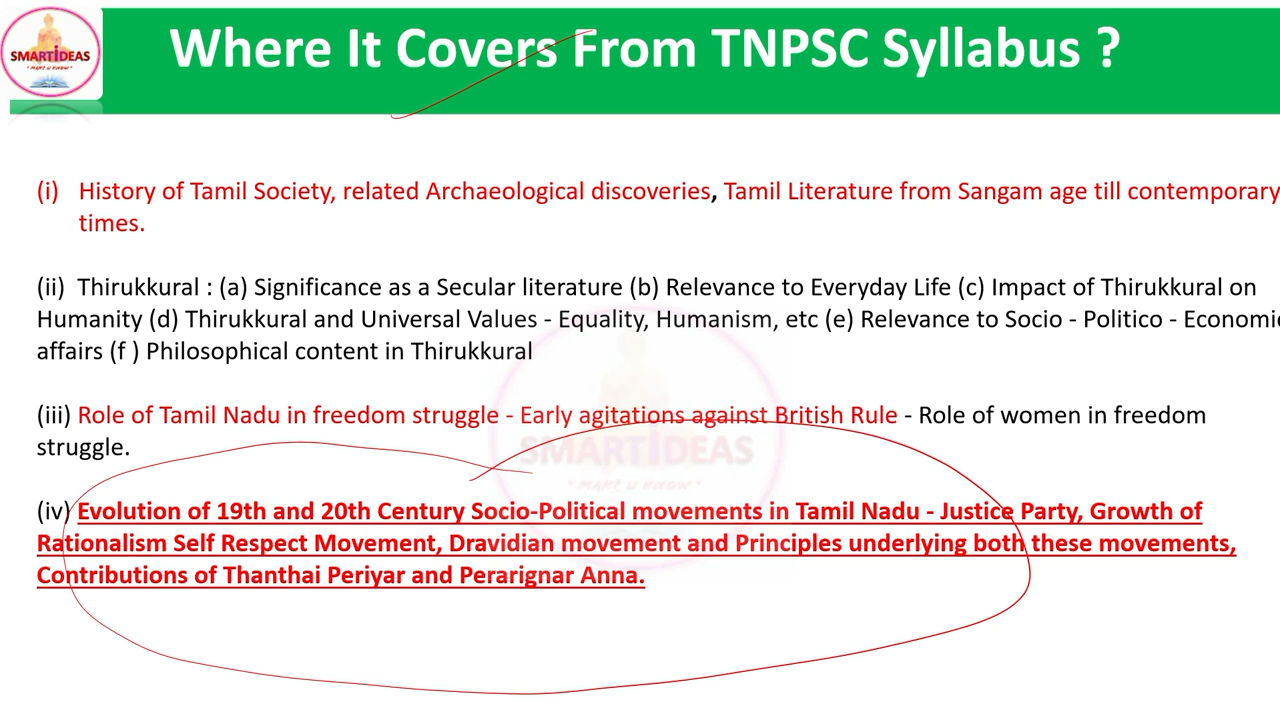 SMARTIDEAS
" MAKE U KNOW "
Where It Covers From TNPSC Syllabus ?
(i) History of Tamil Society, related Archaeological discoveries, Tamil Literature from Sangam age till contemporary
times.
(ii) Thirukkural : (a) Significance as a Secular literature (b) Relevance to Everyday Life (c) Impact of Thirukkural on
Humanity (d) Thirukkural and Universal Values - Equality, Humanism, etc (e) Relevance to Socio - Politico - Economic
affairs (f ) Philosophical content in Thirukkural
(iii) Role of Tamil Nadu in freedom struggle - Early agitations against British Rule - Role of women in freedom
struggle.
SMARTIDEAS
" MAKE U KNOW "
(iv) Evolution of 19th and 20th Century Socio-Political movements in Tamil Nadu - Justice Party, Growth of
Rationalism Self Respect Movement, Dravidian movement and Principles underlying both these movements,
Contributions of Thanthai Periyar and Perarignar Anna.